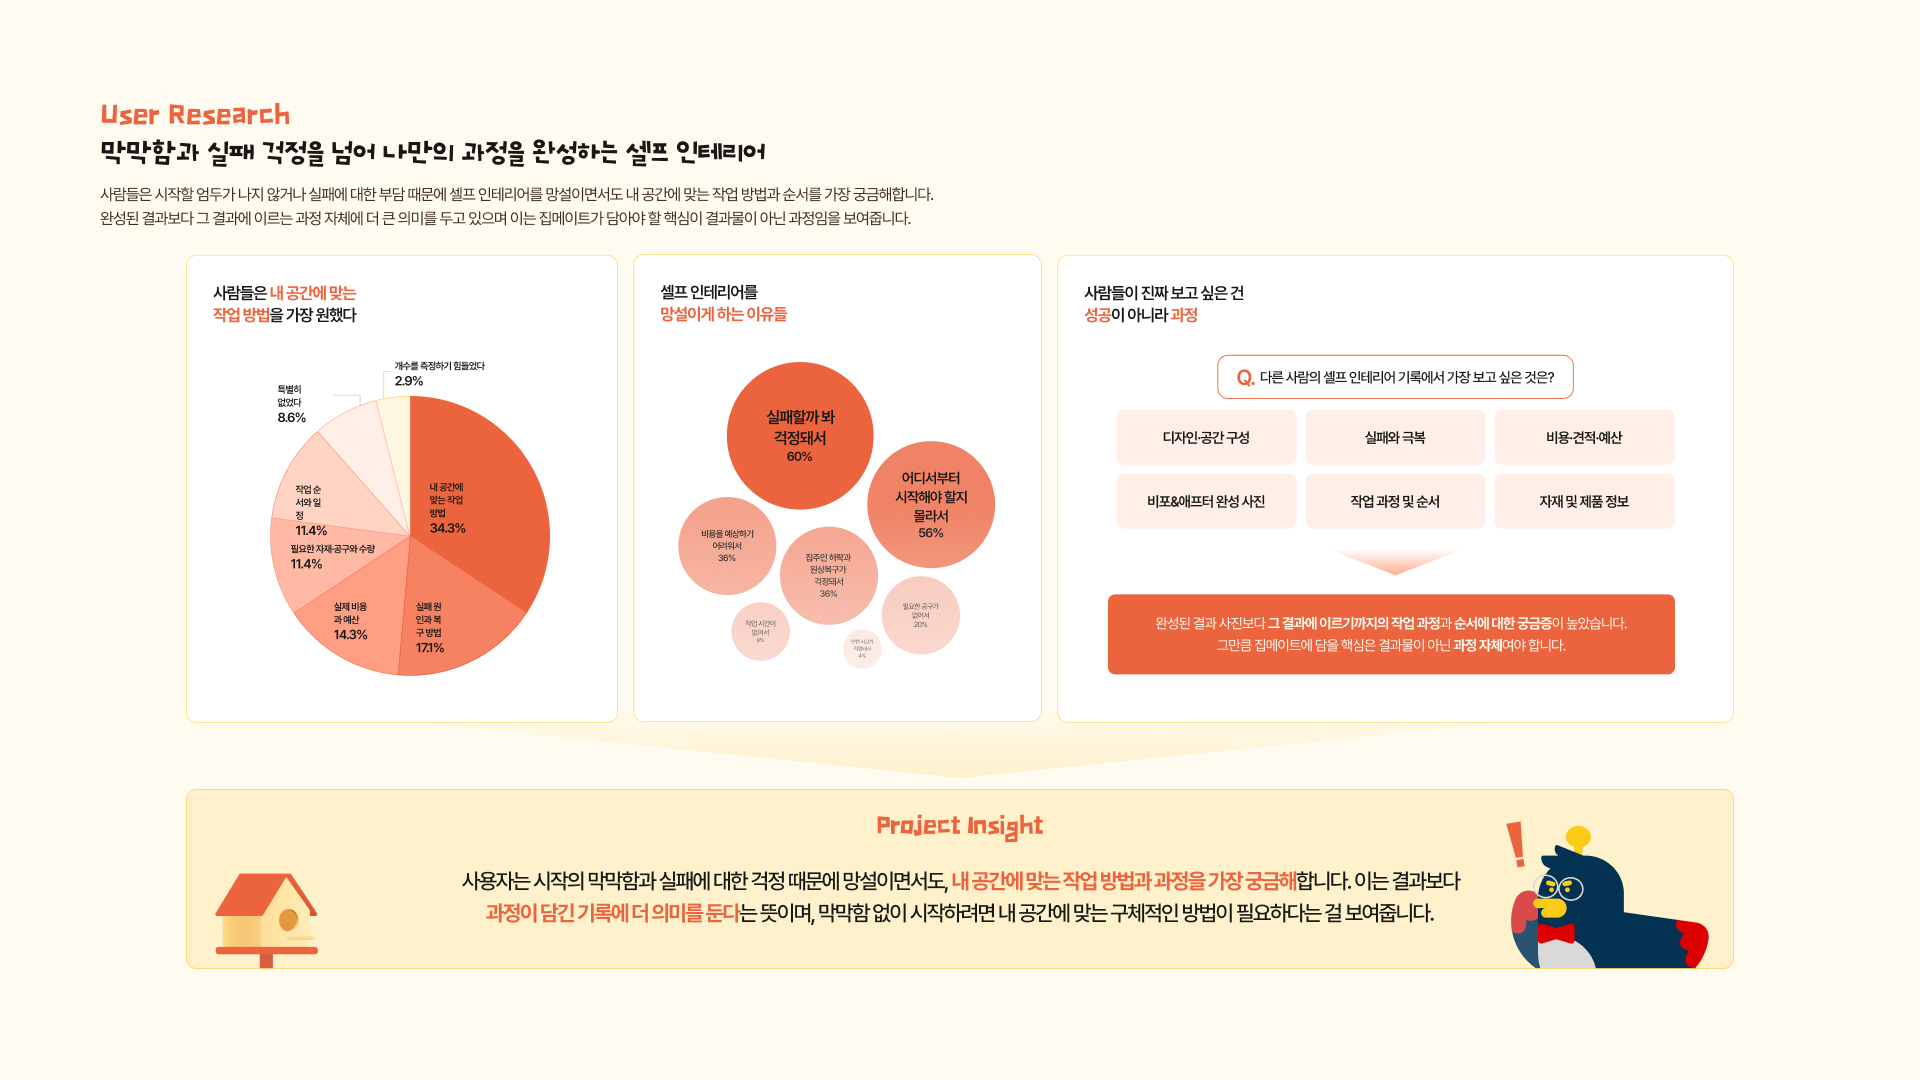 User Research
막막함과 실패 걱정을 넘어 나만의 과정을 완성하는 셀프 인테리어
사람들은 시작할 엄두가 나지 않거나 실패에 대한 부담 때문에 셀프 인테리어를 망설이면서도 내 공간에 맞는 작업 방법과 순서를 가장 궁금해합니다.
완성된 결과보다 그 결과에 이르는 과정 자체에 더 큰 의미를 두고 있으며 이는 집메이트가 담아야 할 핵심이 결과물이 아닌 과정임을 보여줍니다.
사람들은 내 공간에 맞는
작업 방법을 가장 원했다
개수를 측정하기 힘들었다
2.9%
특별히
없었다
8.6%
작업 순
서와 일
정
11.4%
필요한 자재·공구와 수량
11.4%
실제 비용
과 예산
14.3%
실패 원
인과 복
구 방법
17.1%
내 공간에
맞는 작업
방법
34.3%
셀프 인테리어를
망설이게 하는 이유들
실패할까 봐
걱정돼서
60%
어디서부터
시작해야 할지
몰라서
56%
비용을 예상하기
어려워서
36%
집주인 허락과
원상복구가
걱정돼서
36%
필요한 공구가
없어서
20%
작업 시간이
없어서
8%
걱정돼서
4%
사람들이 진짜 보고 싶은 건
성공이 아니라 과정
Q. 다른 사람의 셀프 인테리어 기록에서 가장 보고 싶은 것은?
디자인·공간 구성
실패와 극복
비용·견적·예산
비포&애프터 완성 사진
작업 과정 및 순서
자재 및 제품 정보
완성된 결과 사진보다 그 결과에 이르기까지의 작업 과정과 순서에 대한 궁금증이 높았습니다.
그만큼 집메이트에 담을 핵심은 결과물이 아닌 과정 자체여야 합니다.
Project Insight
사용자는 시작의 막막함과 실패에 대한 걱정 때문에 망설이면서도, 내 공간에 맞는 작업 방법과 과정을 가장 궁금해합니다. 이는 결과보다
과정이 담긴 기록에 더 의미를 둔다는 뜻이며, 막막함 없이 시작하려면 내 공간에 맞는 구체적인 방법이 필요하다는 걸 보여줍니다.